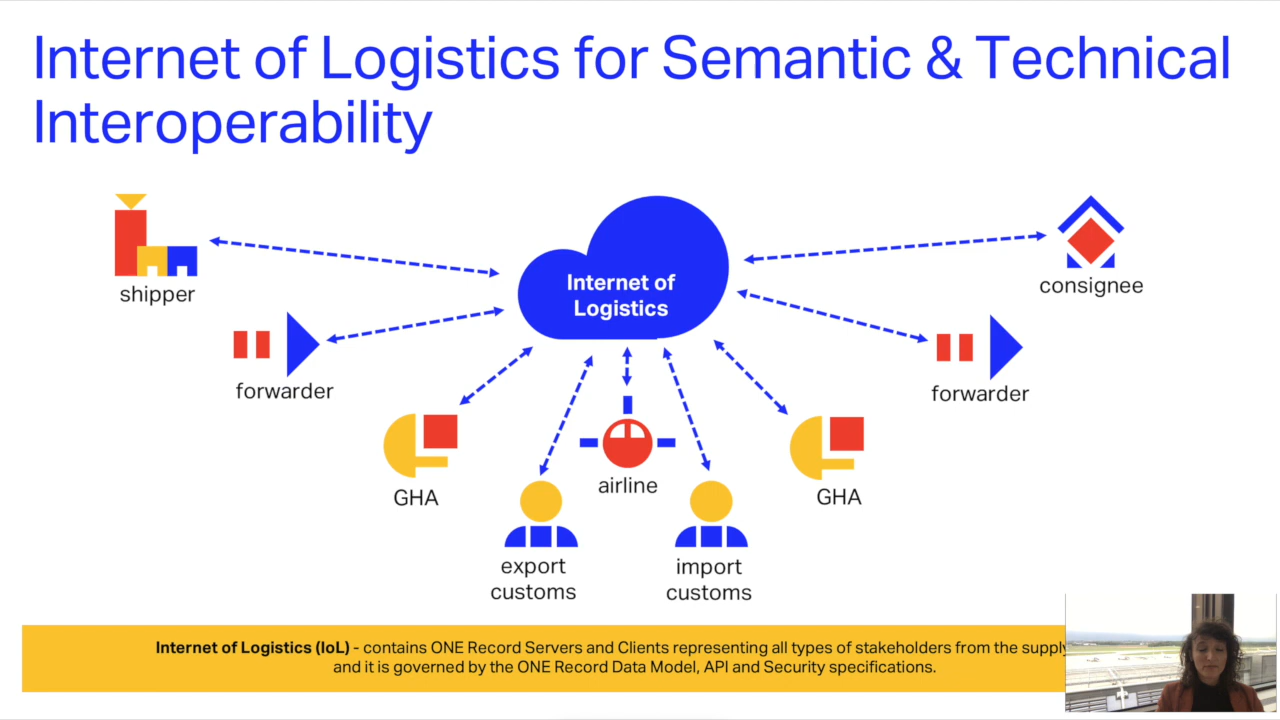 Internet of Logistics for Semantic & Technical
Interoperability
Internet of
Logistics
shipper
consignee
forwarder
forwarder
GHA
airline
GHA
export
customs
import
customs
Internet of Logistics (IoL) - contains ONE Record Servers and Clients representing all types of stakeholders from the supply
and it is governed by the ONE Record Data Model, API and Security specifications.